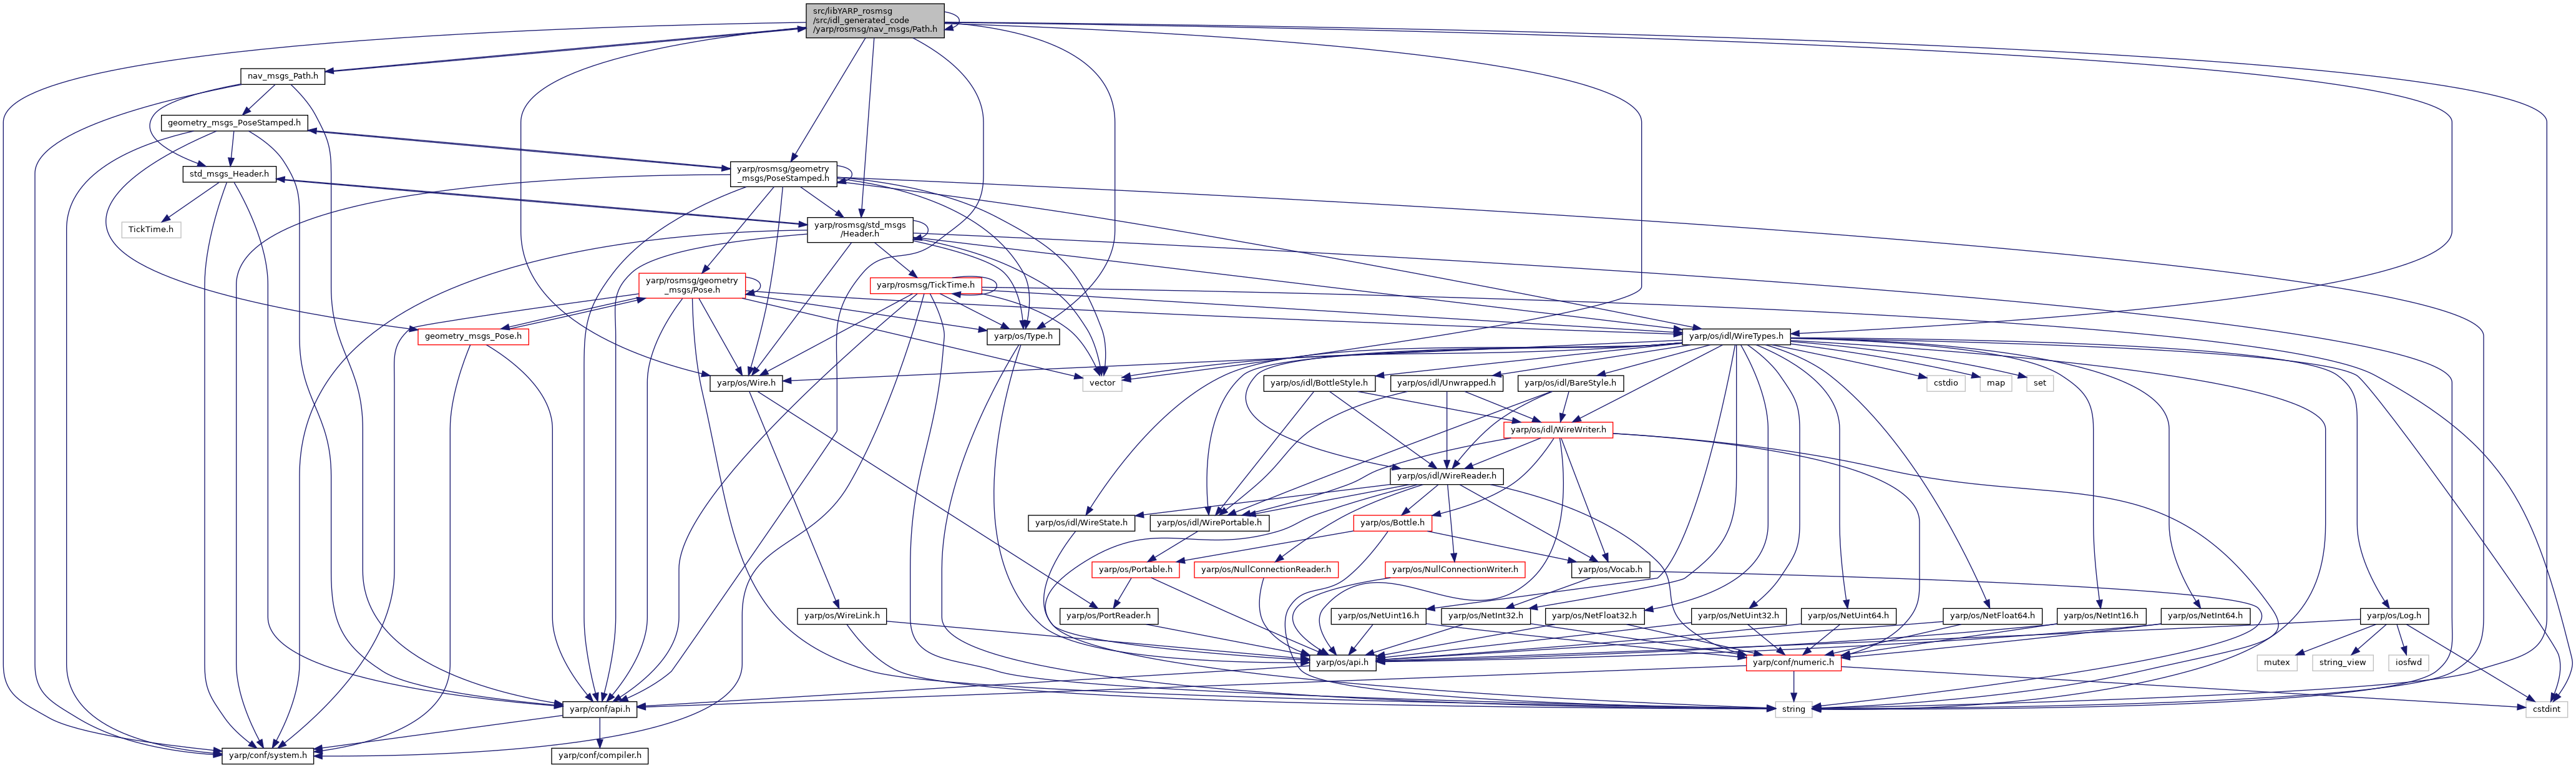 src/libYARP_rosmsg
/src/idl_generated_code
/yarp/rosmsg/nav_msgs/Path.h
nav_msgs_Path.h
geometry_msgs_PoseStamped.h
std_msgs_Header.h
yarp/rosmsg/geometry
_msgs/PoseStamped.h
TickTime.h
yarp/rosmsg/std_msgs
/Header.h
yarp/rosmsg/geometry
_msgs/Pose.h
yarp/rosmsg/TickTime.h
geometry_msgs_Pose.h
yarp/os/Type.h
yarp/os/idl/WireTypes.h
yarp/os/Wire.h
vector
yarp/os/idl/BottleStyle.h
yarp/os/idl/Unwrapped.h
yarp/os/idl/BareStyle.h
cstdio
map
set
yarp/os/idl/WireWriter.h
yarp/os/idl/WireReader.h
yarp/os/idl/WireState.h
yarp/os/idl/WirePortable.h
yarp/os/Bottle.h
yarp/os/Portable.h
yarp/os/NullConnectionReader.h
yarp/os/NullConnectionWriter.h
yarp/os/Vocab.h
yarp/os/WireLink.h
yarp/os/PortReader.h
yarp/os/NetUint16.h
yarp/os/NetInt32.h
yarp/os/NetFloat32.h
yarp/os/NetUint32.h
yarp/os/NetUint64.h
yarp/os/NetFloat64.h
yarp/os/NetInt16.h
yarp/os/NetInt64.h
yarp/os/Log.h
yarp/os/api.h
yarp/conf/numeric.h
mutex
string_view
iosfwd
yarp/conf/api.h
string
cstdint
yarp/conf/system.h
yarp/conf/compiler.h